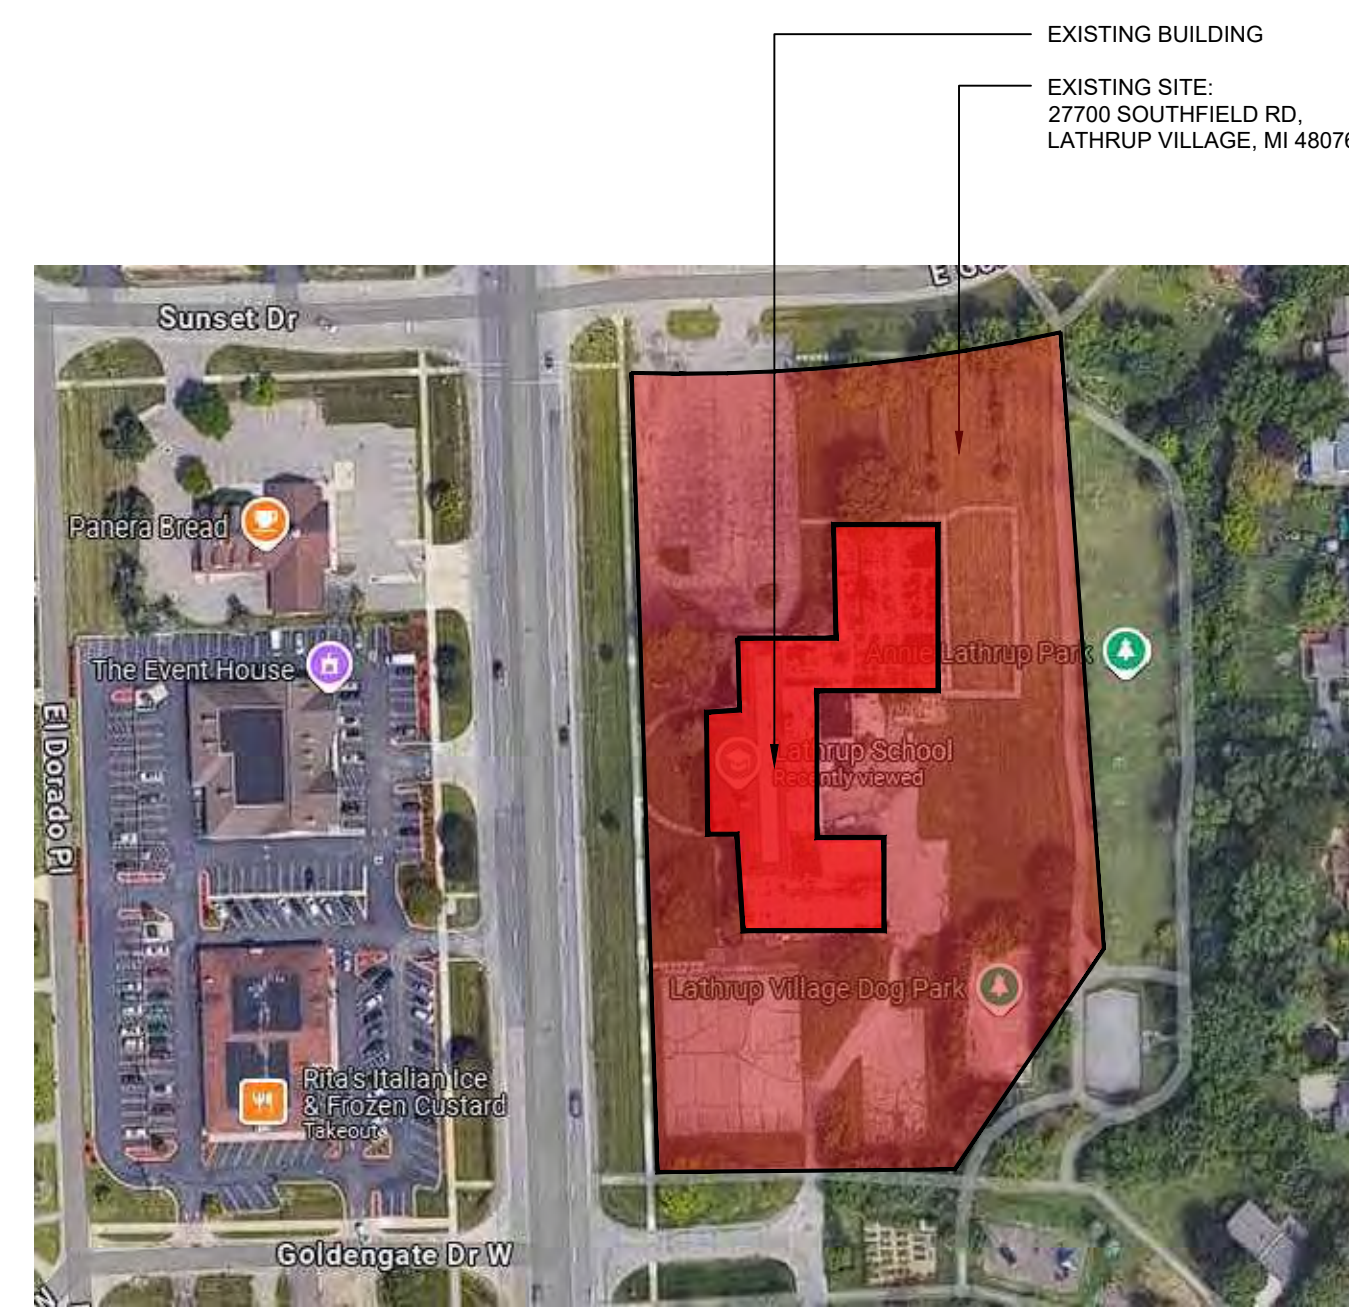 EXISTING BUILDING
EXISTING SITE:
27700 SOUTHFIELD RD,
LATHRUP VILLAGE, MI 48076
Sunset Dr
Panera Bread
The Event House
Annie Lathrup Park
El Dorado Pl
Lathrup School
Recently viewed
Lathrup Village Dog Park
Rita's Italian Ice
& Frozen Custard
Takeout
Goldengate Dr W